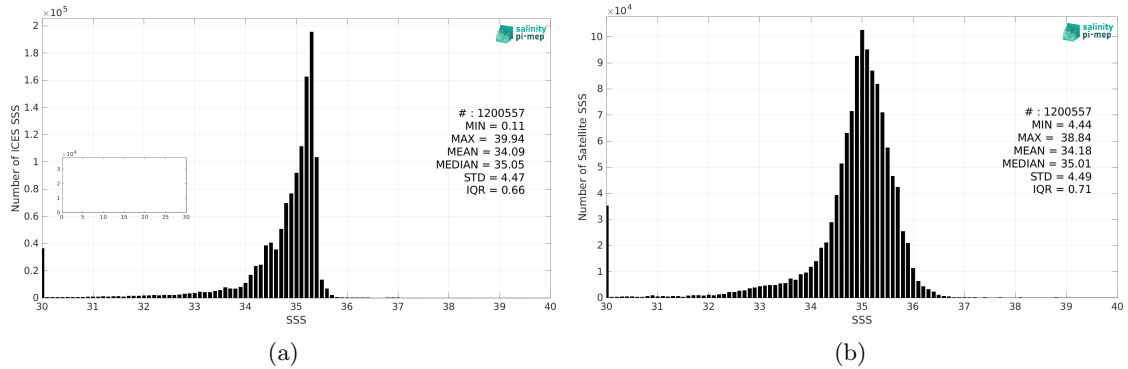 ×10^5
2
1.8
1.6
1.4
1.2
1
0.8
0.6
0.4
0.2
0
Number of ICES SSS
salinity
pi-mep
# : 1200557
MIN = 0.11
MAX = 39.94
MEAN = 34.09
MEDIAN = 35.05
STD = 4.47
IQR = 0.66
×10^4
3
2
1
0
0 5 10 15 20 25 30
30 31 32 33 34 35 36 37 38 39 40
SSS
(a)
×10^4
10
9
8
7
6
5
4
3
2
1
0
Number of Satellite SSS
salinity
pi-mep
# : 1200557
MIN = 4.44
MAX = 38.84
MEAN = 34.18
MEDIAN = 35.01
STD = 4.49
IQR = 0.71
30 31 32 33 34 35 36 37 38 39 40
SSS
(b)